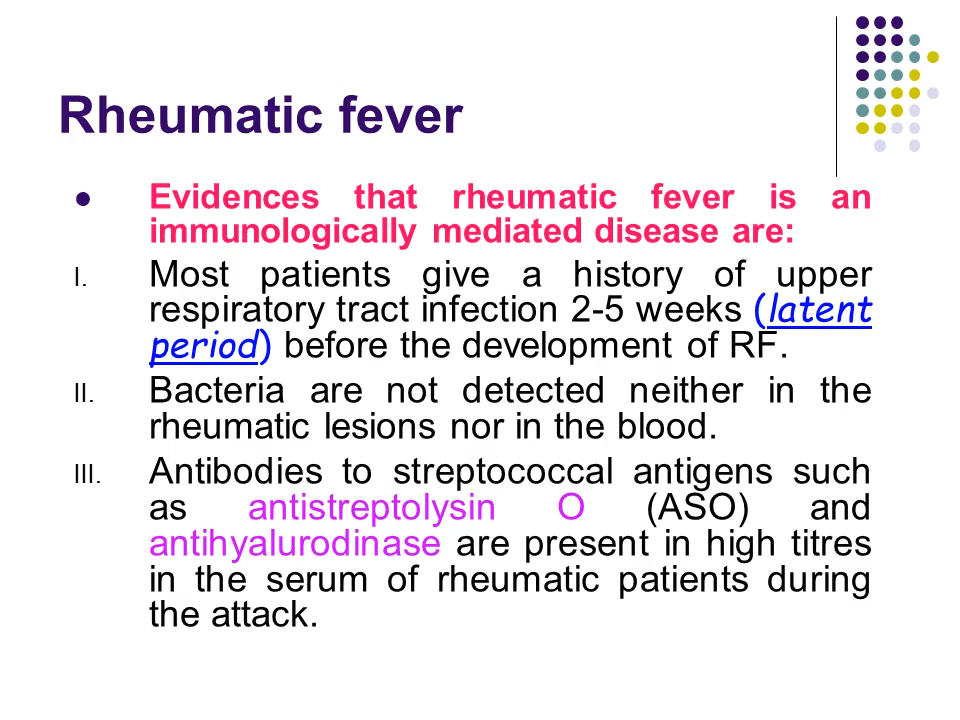 Rheumatic fever
● Evidences that rheumatic fever is an
immunologically mediated disease are:
I. Most patients give a history of upper
respiratory tract infection 2-5 weeks (latent
period) before the development of RF.
II. Bacteria are not detected neither in the
rheumatic lesions nor in the blood.
III. Antibodies to streptococcal antigens such
as antistreptolysin O (ASO) and
antihyalurodinase are present in high titres
in the serum of rheumatic patients during
the attack.